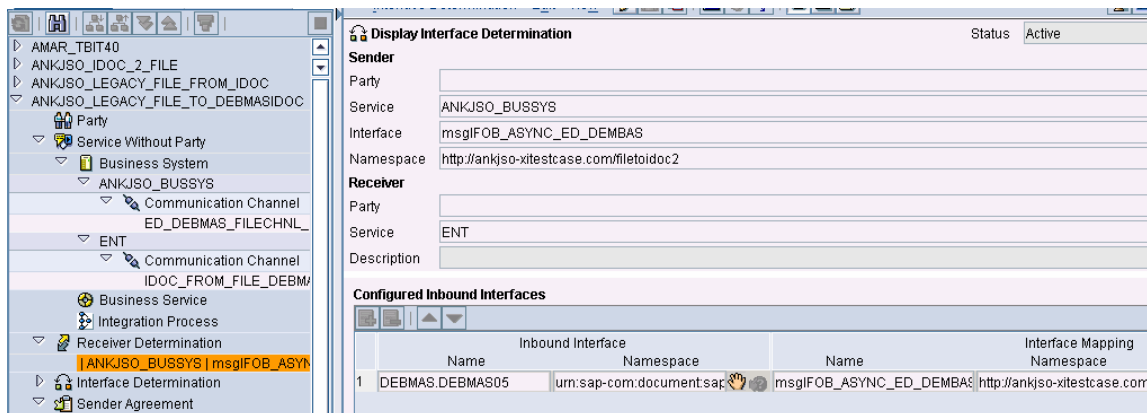 AMAR_TBIT40
ANKJSO_IDOC_2_FILE
ANKJSO_LEGACY_FILE_FROM_IDOC
ANKJSO_LEGACY_FILE_TO_DEBMASIDOC
Party
Service Without Party
Business System
ANKJSO_BUSSYS
Communication Channel
ED_DEBMAS_FILECHNL_
ENT
Communication Channel
IDOC_FROM_FILE_DEBMA
Business Service
Integration Process
Receiver Determination
| ANKJSO_BUSSYS | msgIFOB_ASYN
Interface Determination
Sender Agreement
Display Interface Determination Status Active
Sender
Party
Service ANKJSO_BUSSYS
Interface msgIFOB_ASYNC_ED_DEMBAS
Namespace http://ankjso-xitestcase.com/filetoidoc2
Receiver
Party
Service ENT
Description
Configured Inbound Interfaces
Inbound Interface Interface Mapping
Name Namespace Name Namespace
1 DEBMAS.DEBMAS05 urn:sap-com:document:sap msgIFOB_ASYNC_ED_DEMBAS http://ankjso-xitestcase.com